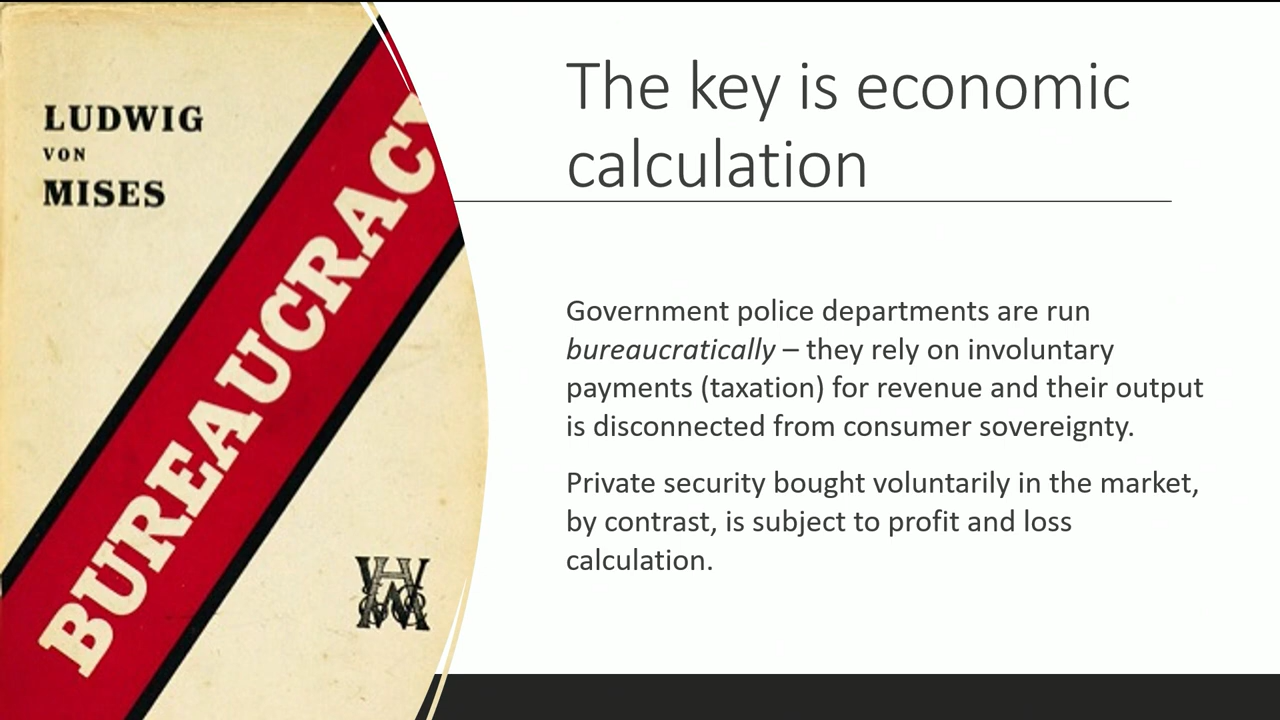 LUDWIG
VON
MISES
BUREAUCRACY
The key is economic
calculation
Government police departments are run
bureaucratically – they rely on involuntary
payments (taxation) for revenue and their output
is disconnected from consumer sovereignty.
Private security bought voluntarily in the market,
by contrast, is subject to profit and loss
calculation.